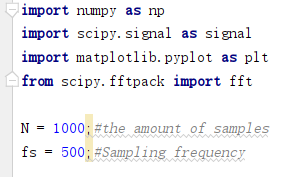 import numpy as np
import scipy.signal as signal
import matplotlib.pyplot as plt
from scipy.fftpack import fft
N = 1000;#the amount of samples
fs = 500;#Sampling frequency